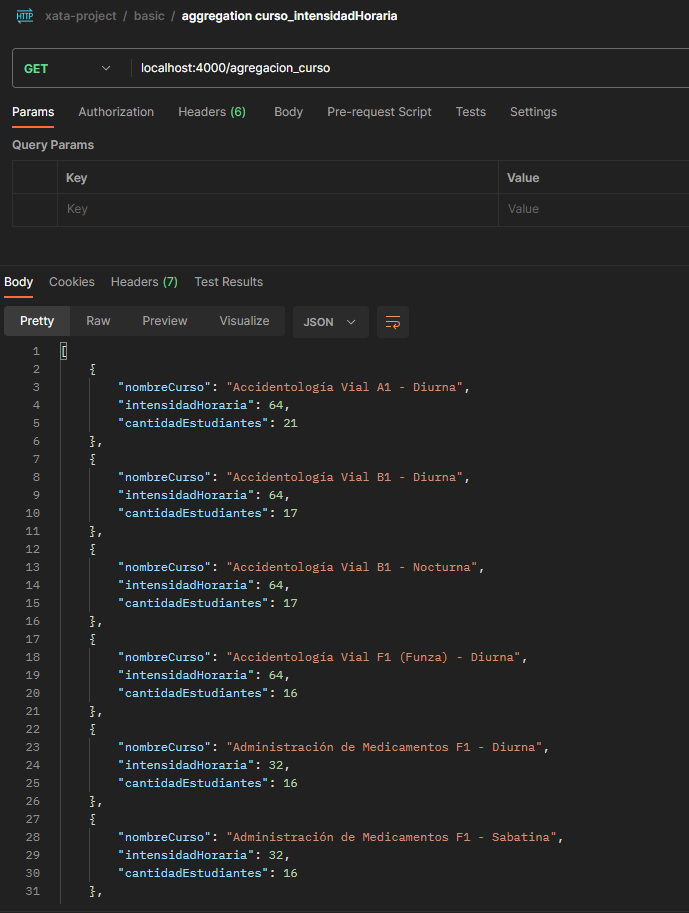 HTTP xata-project / basic / aggregation curso_intensidadHoraria
GET localhost:4000/agregacion_curso
Params Authorization Headers (6) Body Pre-request Script Tests Settings
Query Params
Key Value
Key Value
Body Cookies Headers (7) Test Results
Pretty Raw Preview Visualize JSON
1 [
2 {
3 "nombreCurso": "Accidentología Vial A1 - Diurna",
4 "intensidadHoraria": 64,
5 "cantidadEstudiantes": 21
6 },
7 {
8 "nombreCurso": "Accidentología Vial B1 - Diurna",
9 "intensidadHoraria": 64,
10 "cantidadEstudiantes": 17
11 },
12 {
13 "nombreCurso": "Accidentología Vial B1 - Nocturna",
14 "intensidadHoraria": 64,
15 "cantidadEstudiantes": 17
16 },
17 {
18 "nombreCurso": "Accidentología Vial F1 (Funza) - Diurna",
19 "intensidadHoraria": 64,
20 "cantidadEstudiantes": 16
21 },
22 {
23 "nombreCurso": "Administración de Medicamentos F1 - Diurna",
24 "intensidadHoraria": 32,
25 "cantidadEstudiantes": 16
26 },
27 {
28 "nombreCurso": "Administración de Medicamentos F1 - Sabatina",
29 "intensidadHoraria": 32,
30 "cantidadEstudiantes": 16
31 },